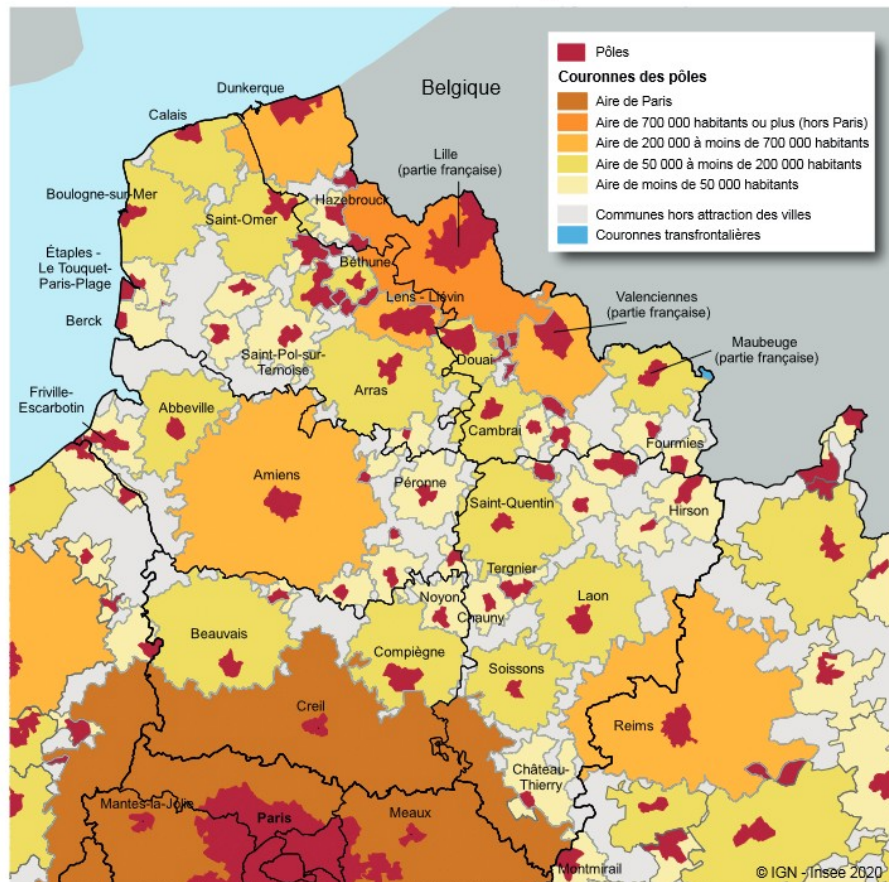 Pôles
Couronnes des pôles
Aire de Paris
Aire de 700 000 habitants ou plus (hors Paris)
Aire de 200 000 à moins de 700 000 habitants
Aire de 50 000 à moins de 200 000 habitants
Aire de moins de 50 000 habitants
Communes hors attraction des villes
Couronnes transfrontalières
Dunkerque
Belgique
Calais
Lille
(partie française)
Boulogne-sur-Mer
Hazebrouck
Saint-Omer
Étaples -
Le Touquet-
Paris-Plage
Béthune
Lens - Liévin
Valenciennes
(partie française)
Berck
Saint-Pol-sur-
Ternoise
Douai
Maubeuge
(partie française)
Arras
Friville-
Escarbotin
Abbeville
Cambrai
Fourmies
Amiens
Péronne
Saint-Quentin
Hirson
Tergnier
Noyon
Chauny
Laon
Beauvais
Compiègne
Soissons
Creil
Reims
Château-
Thierry
Mantes-la-Jolie
Paris
Meaux
Montmirail
© IGN - Insee 2020